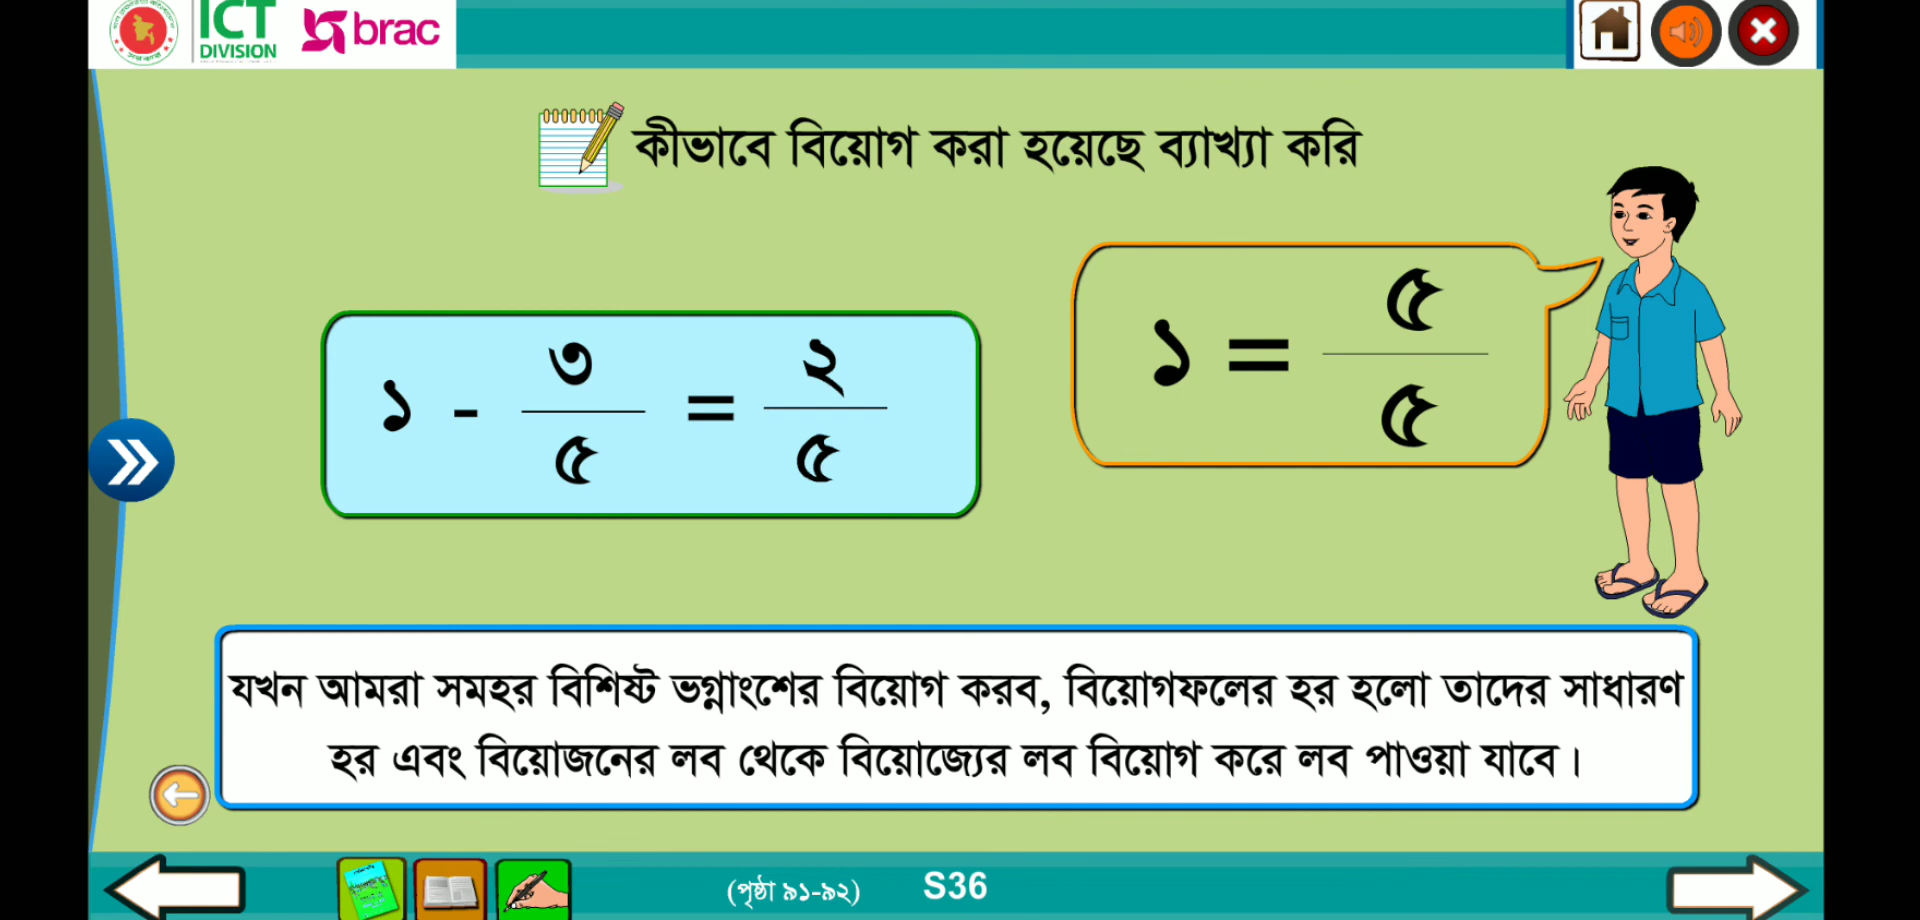 ICT
DIVISION
brac
কীভাবে বিয়োগ করা হয়েছে ব্যাখ্যা করি
১ - ৩/৫ = ২/৫
১ = ৫/৫
যখন আমরা সমহর বিশিষ্ট ভগ্নাংশের বিয়োগ করব, বিয়োগফলের হর হলো তাদের সাধারণ
হর এবং বিয়োজনের লব থেকে বিয়োজ্যের লব বিয়োগ করে লব পাওয়া যাবে।
(পৃষ্ঠা ৯১-৯২)
S36